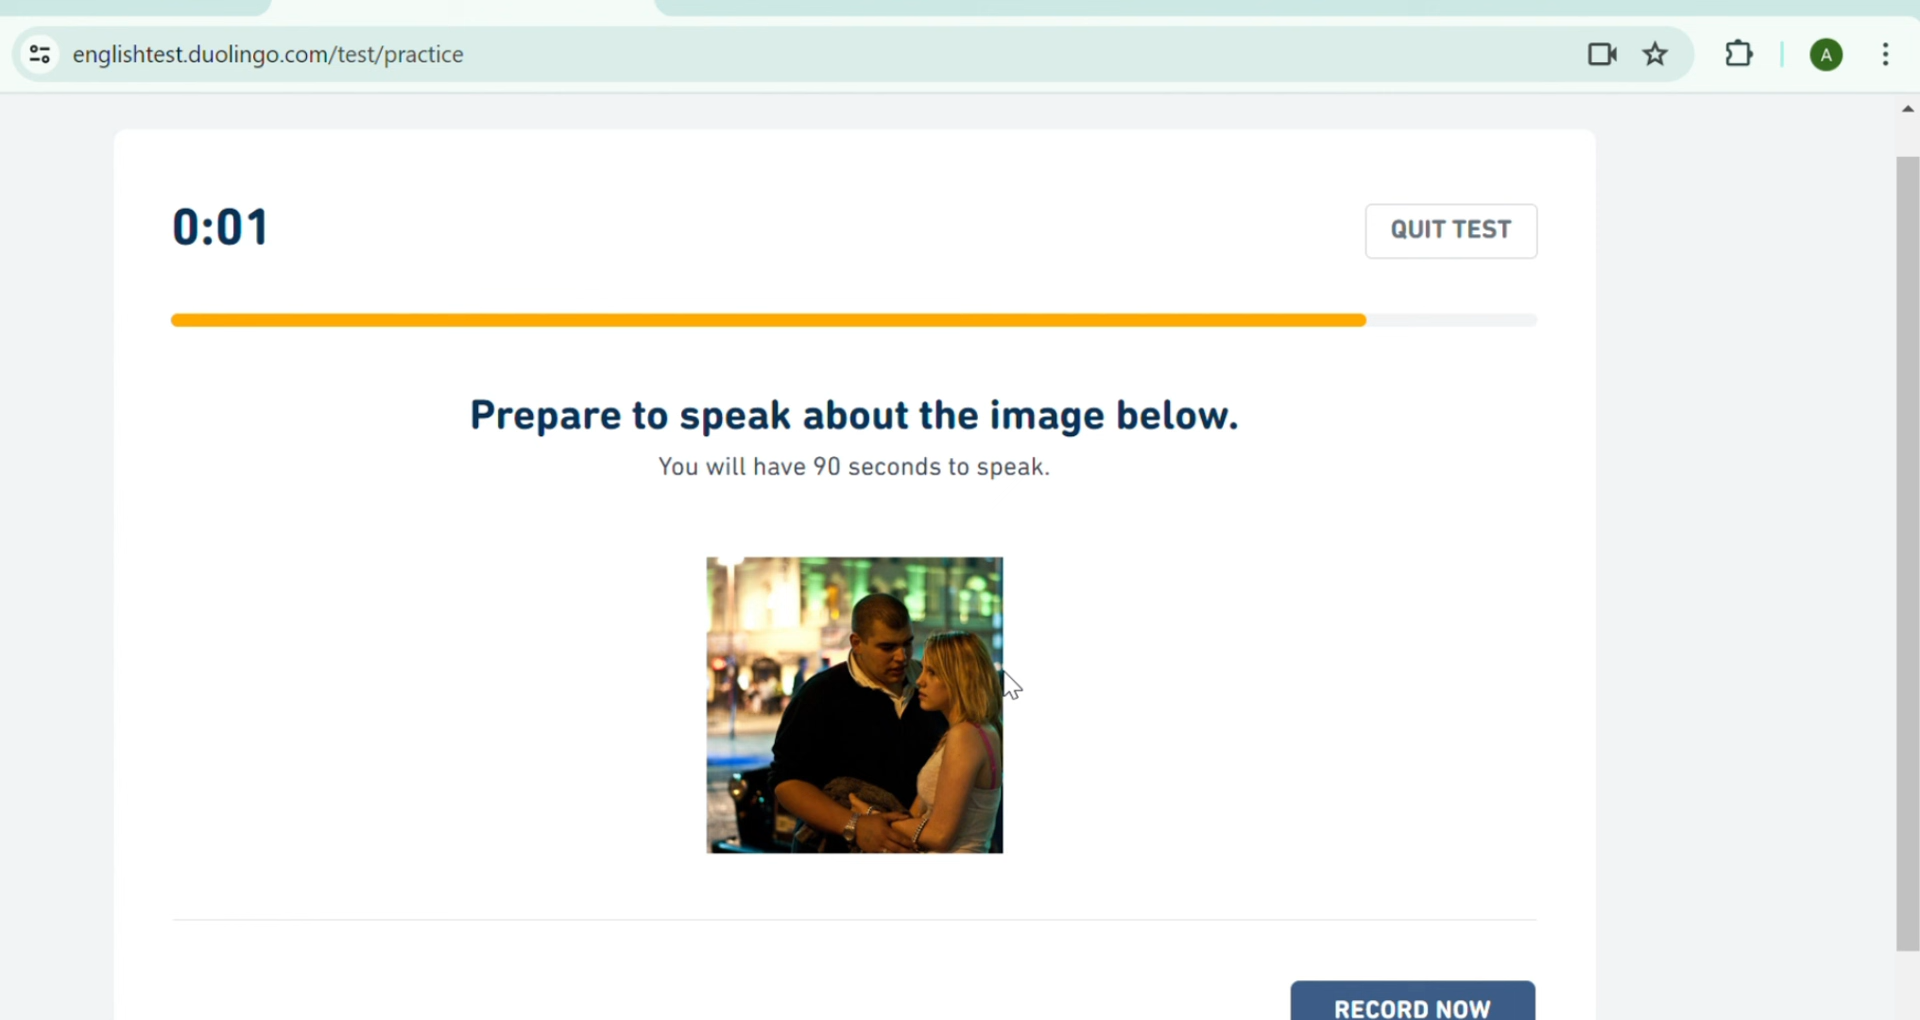 englishtest.duolingo.com/test/practice
A
0:01
QUIT TEST
Prepare to speak about the image below.
You will have 90 seconds to speak.
RECORD NOW